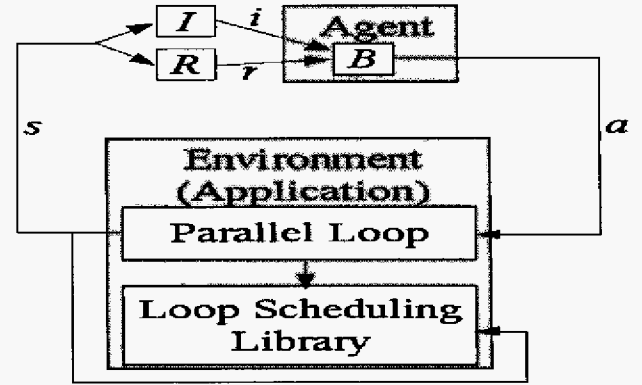 I
i
Agent
R
r
B
s
a
Environment
(Application)
Parallel Loop
Loop Scheduling
Library